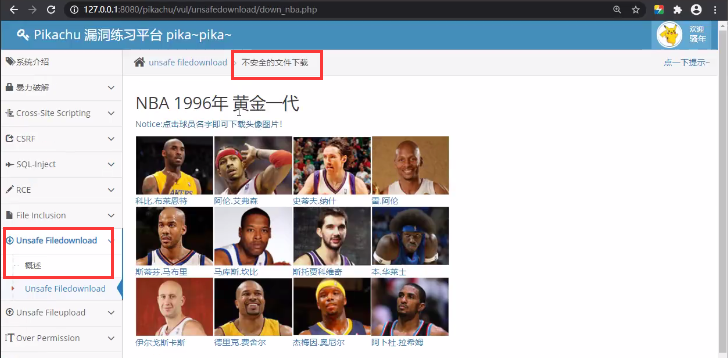 127.0.0.1:8080/pikachu/vul/unsafedownload/down_nba.php
Pikachu 漏洞练习平台 pika~pika~
欢迎
骚年
系统介绍
暴力破解
Cross-Site Scripting
CSRF
SQL-Inject
RCE
File Inclusion
Unsafe Filedownload
概述
Unsafe Filedownload
Unsafe Fileupload
Over Permission
unsafe filedownload 不安全的文件下载
点一下提示~
NBA 1996年 黄金一代
Notice:点击球员名字即可下载头像图片！
科比.布莱恩特 阿伦.艾弗森 史蒂夫.纳什 雷.阿伦
斯蒂芬.马布里 马库斯.坎比 斯托贾科维奇 本.华莱士
伊尔戈斯卡斯 德里克.费舍尔 杰梅因.奥尼尔 阿卜杜.拉希姆